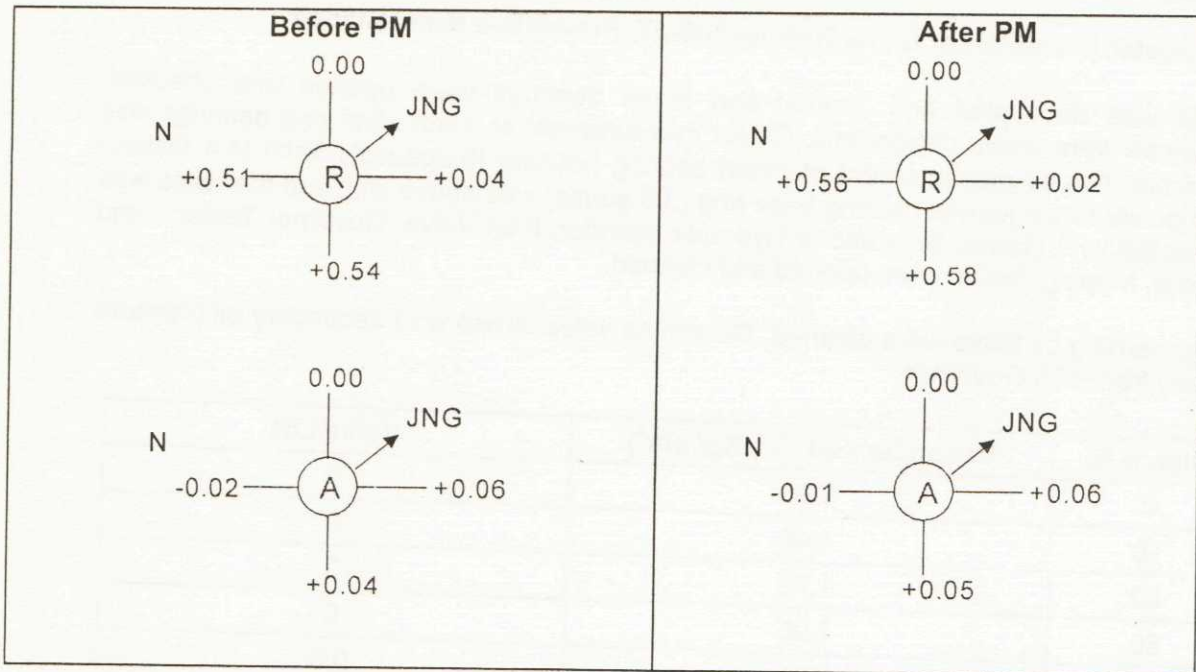 Before PM
0.00
JNG
N
+0.51
R
+0.04
+0.54
0.00
JNG
N
-0.02
A
+0.06
+0.04
After PM
0.00
JNG
N
+0.56
R
+0.02
+0.58
0.00
JNG
N
-0.01
A
+0.06
+0.05